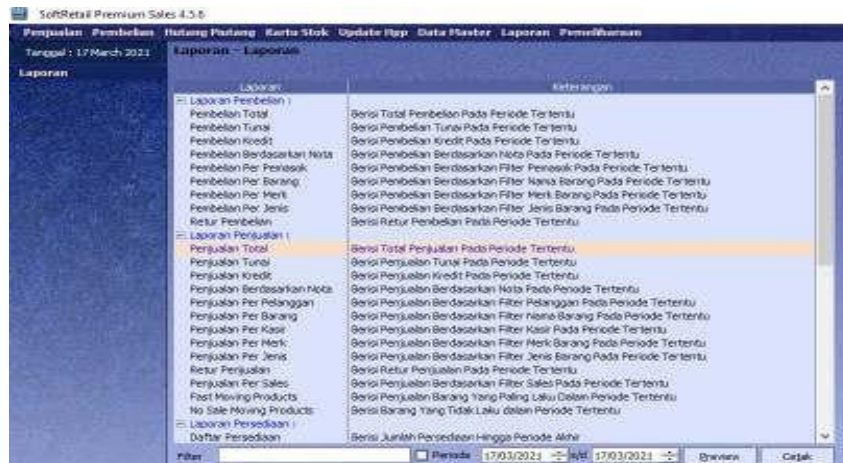 SoftRetail Premium Sales 4.5.6
Penjualan Pembelian Hutang Piutang Kartu Stok Update Hpp Data Master Laporan Pemeliharaan
Tanggal : 17 March 2021
Laporan - Laporan
Laporan
Laporan Keterangan
Laporan Pembelian :
Pembelian Total Berisi Total Pembelian Pada Periode Tertentu
Pembelian Tunai Berisi Pembelian Tunai Pada Periode Tertentu
Pembelian Kredit Berisi Pembelian Kredit Pada Periode Tertentu
Pembelian Berdasarkan Nota Berisi Pembelian Berdasarkan Nota Pada Periode Tertentu
Pembelian Per Pemasok Berisi Pembelian Berdasarkan Filter Pemasok Pada Periode Tertentu
Pembelian Per Barang Berisi Pembelian Berdasarkan Filter Nama Barang Pada Periode Tertentu
Pembelian Per Merk Berisi Pembelian Berdasarkan Filter Merk Barang Pada Periode Tertentu
Pembelian Per Jenis Berisi Pembelian Berdasarkan Filter Jenis Barang Pada Periode Tertentu
Retur Pembelian Berisi Retur Pembelian Pada Periode Tertentu
Laporan Penjualan :
Penjualan Total Berisi Total Penjualan Pada Periode Tertentu
Penjualan Tunai Berisi Penjualan Tunai Pada Periode Tertentu
Penjualan Kredit Berisi Penjualan Kredit Pada Periode Tertentu
Penjualan Berdasarkan Nota Berisi Penjualan Berdasarkan Nota Pada Periode Tertentu
Penjualan Per Pelanggan Berisi Penjualan Berdasarkan Filter Pelanggan Pada Periode Tertentu
Penjualan Per Barang Berisi Penjualan Berdasarkan Filter Nama Barang Pada Periode Tertentu
Penjualan Per Kasir Berisi Penjualan Berdasarkan Filter Kasir Pada Periode Tertentu
Penjualan Per Merk Berisi Penjualan Berdasarkan Filter Merk Barang Pada Periode Tertentu
Penjualan Per Jenis Berisi Penjualan Berdasarkan Filter Jenis Barang Pada Periode Tertentu
Retur Penjualan Berisi Retur Penjualan Pada Periode Tertentu
Penjualan Per Sales Berisi Penjualan Berdasarkan Filter Sales Pada Periode Tertentu
Fast Moving Products Berisi Penjualan Barang Yang Paling Laku Dalam Periode Tertentu
No Sale Moving Products Berisi Barang Yang Tidak Laku dalam Periode Tertentu
Laporan Persediaan :
Daftar Persediaan Berisi Jumlah Persediaan Hingga Periode Akhir
Filter Periode 17/03/2021 s/d 17/03/2021 Preview Cetak